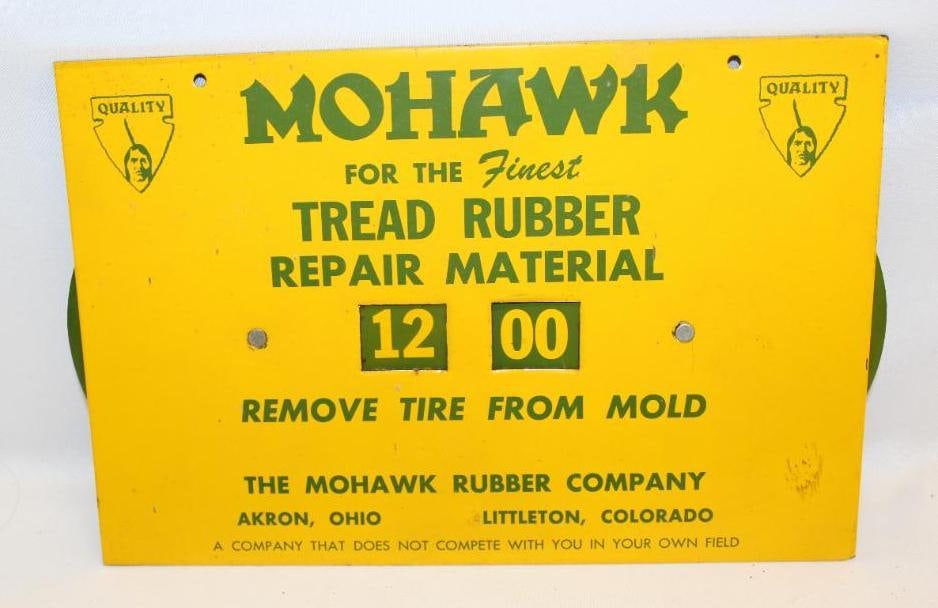 QUALITY
QUALITY
MOHAWK
FOR THE Finest
TREAD RUBBER
REPAIR MATERIAL
12 00
REMOVE TIRE FROM MOLD
THE MOHAWK RUBBER COMPANY
AKRON, OHIO LITTLETON, COLORADO
A COMPANY THAT DOES NOT COMPETE WITH YOU IN YOUR OWN FIELD